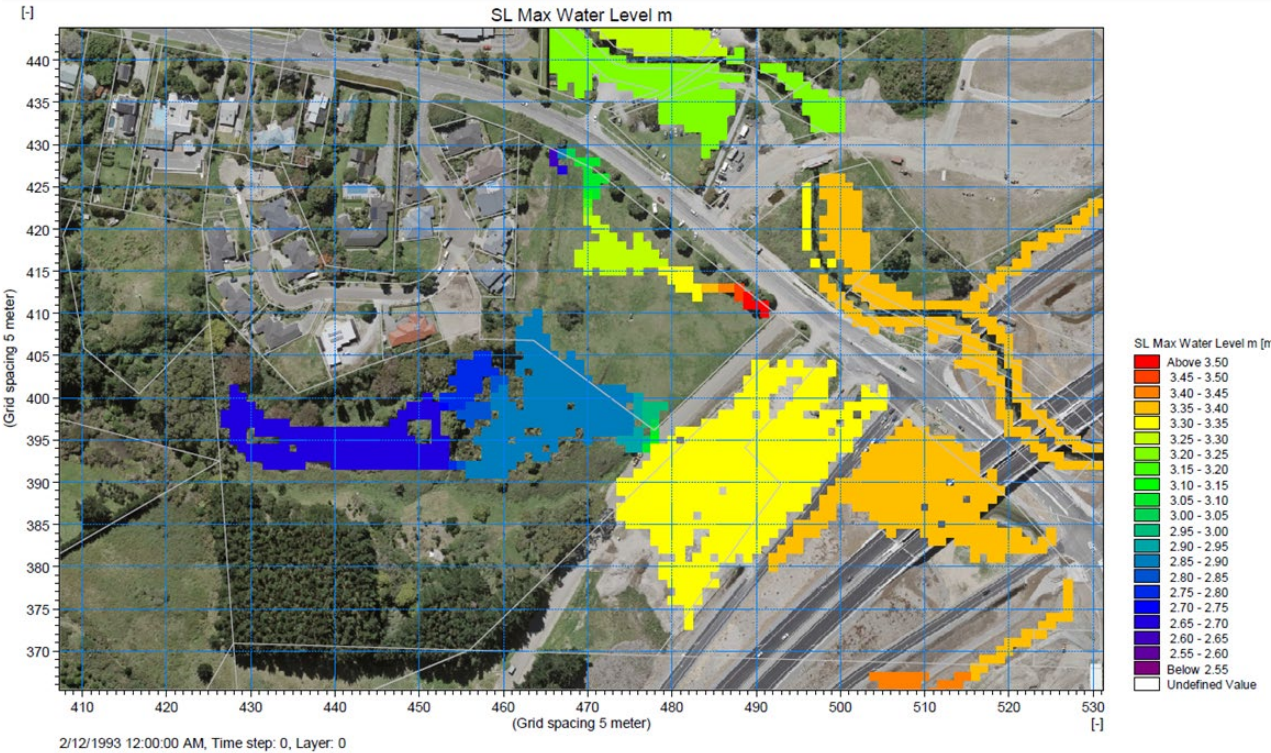 [-]
SL Max Water Level m
440
435
430
425
420
415
410
405
400
395
390
385
380
375
370
(Grid spacing 5 meter)
410 420 430 440 450 460 470 480 490 500 510 520 530
(Grid spacing 5 meter)
[-]
2/12/1993 12:00:00 AM, Time step: 0, Layer: 0
SL Max Water Level m [m
Above 3.50
3.45 - 3.50
3.40 - 3.45
3.35 - 3.40
3.30 - 3.35
3.25 - 3.30
3.20 - 3.25
3.15 - 3.20
3.10 - 3.15
3.05 - 3.10
3.00 - 3.05
2.95 - 3.00
2.90 - 2.95
2.85 - 2.90
2.80 - 2.85
2.75 - 2.80
2.70 - 2.75
2.65 - 2.70
2.60 - 2.65
2.55 - 2.60
Below 2.55
Undefined Value